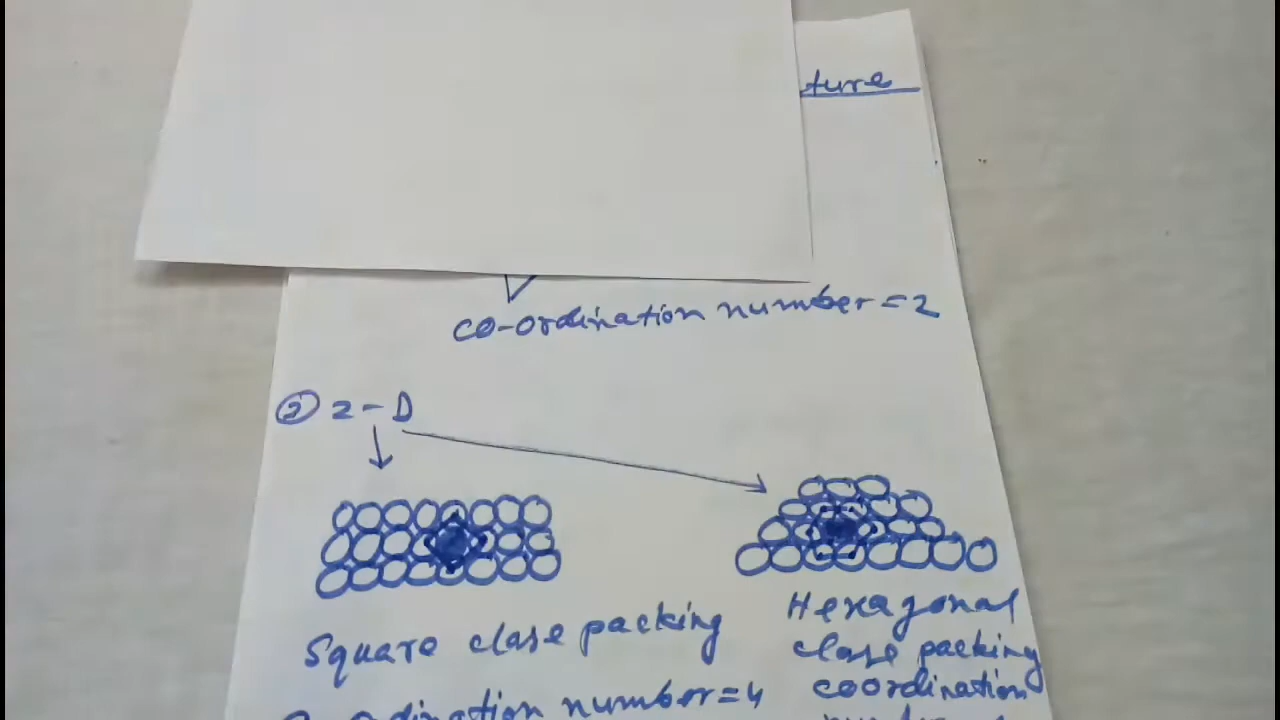 ture
co-ordination number = 2
② 2-D
Square close packing
ordination number = 4
Hexagonal
close packing
coordination